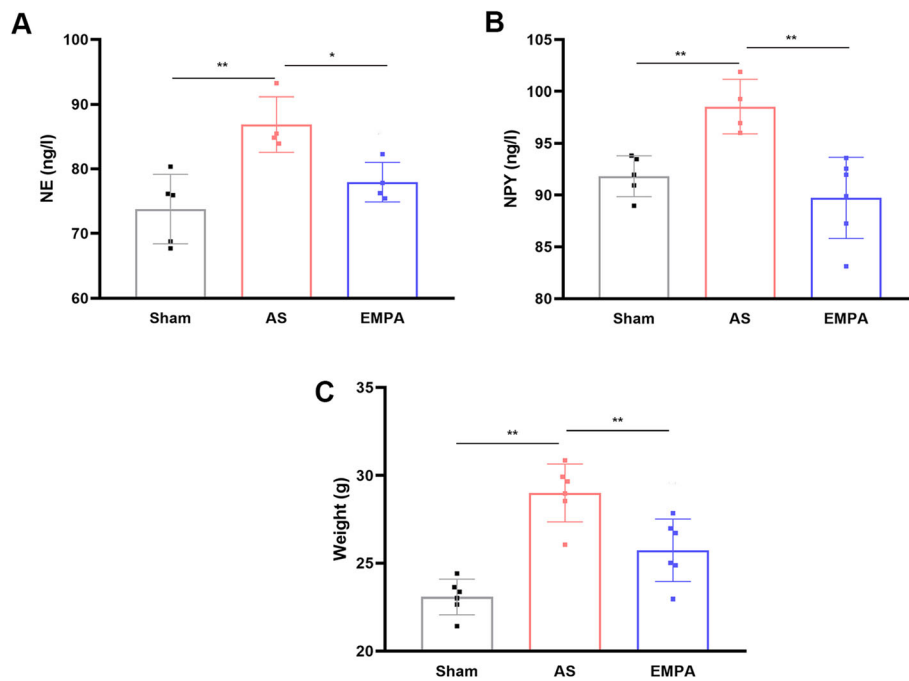 A
NE (ng/l)
100
90
80
70
60
**
*
Sham AS EMPA
B
NPY (ng/l)
105
100
95
90
85
80
**
**
Sham AS EMPA
C
Weight (g)
35
30
25
20
**
**
Sham AS EMPA